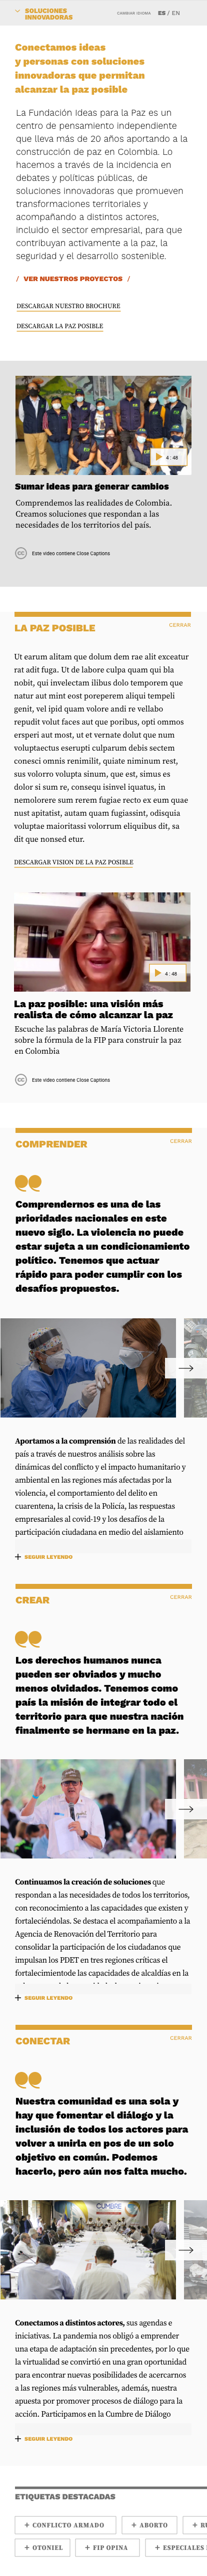 SOLUCIONES
INNOVADORAS
CAMBIAR IDIOMA
ES / EN
Conectamos ideas
y personas con soluciones
innovadoras que permitan
alcanzar la paz posible
La Fundación Ideas para la Paz es un
centro de pensamiento independiente
que lleva más de 20 años aportando a la
construcción de paz en Colombia. Lo
hacemos a través de la incidencia en
debates y políticas públicas, de
soluciones innovadoras que promueven
transformaciones territoriales y
acompañando a distintos actores,
incluido el sector empresarial, para que
contribuyan activamente a la paz, la
seguridad y el desarrollo sostenible.
/ VER NUESTROS PROYECTOS /
DESCARGAR NUESTRO BROCHURE
DESCARGAR LA PAZ POSIBLE
4 : 48
Sumar ideas para generar cambios
Comprendemos las realidades de Colombia.
Creamos soluciones que respondan a las
necesidades de los territorios del país.
CC Este video contiene Close Captions
LA PAZ POSIBLE
CERRAR
Ut earum alitam que dolum dem rae alit exceatur
rat adit fuga. Ut de labore culpa quam qui bla
nobit, qui invelectam ilibus dolo temporem que
natur aut mint eost poreperem aliqui tempeli
genit, vel ipid quam volore andi re vellabo
repudit volut faces aut que poribus, opti ommos
ersperi aut most, ut et vernate dolut que num
voluptaectus esrupti culparum debis sectem
conseci omnis renimilit, quiate niminum rest,
sus volorro volupta sinum, que est, simus es
dolor si sum re, consequ isinvel iquatus, in
nemolorere sum rerem fugiae recto ex eum quae
nust apitatist, autam quam fugiassint, odisquia
voluptae maioritassi volorrum eliquibus dit, sa
dit que nonsed etur.
DESCARGAR VISION DE LA PAZ POSIBLE
4 : 48
La paz posible: una visión más
realista de cómo alcanzar la paz
Escuche las palabras de María Victoria Llorente
sobre la fórmula de la FIP para construir la paz
en Colombia
CC Este video contiene Close Captions
COMPRENDER
CERRAR
Comprendernos es una de las
prioridades nacionales en este
nuevo siglo. La violencia no puede
estar sujeta a un condicionamiento
político. Tenemos que actuar
rápido para poder cumplir con los
desafíos propuestos.
Aportamos a la comprensión de las realidades del
país a través de nuestros análisis sobre las
dinámicas del conflicto y el impacto humanitario y
ambiental en las regiones más afectadas por la
violencia, el comportamiento del delito en
cuarentena, la crisis de la Policía, las respuestas
empresariales al covid-19 y los desafíos de la
participación ciudadana en medio del aislamiento
+ SEGUIR LEYENDO
CREAR
CERRAR
Los derechos humanos nunca
pueden ser obviados y mucho
menos olvidados. Tenemos como
país la misión de integrar todo el
territorio para que nuestra nación
finalmente se hermane en la paz.
Continuamos la creación de soluciones que
respondan a las necesidades de todos los territorios,
con reconocimiento a las capacidades que existen y
fortaleciéndolas. Se destaca el acompañamiento a la
Agencia de Renovación del Territorio para
consolidar la participación de los ciudadanos que
impulsan los PDET en tres regiones críticas el
fortalecimientode las capacidades de alcaldías en la
+ SEGUIR LEYENDO
CONECTAR
CERRAR
Nuestra comunidad es una sola y
hay que fomentar el diálogo y la
inclusión de todos los actores para
volver a unirla en pos de un solo
objetivo en común. Podemos
hacerlo, pero aún nos falta mucho.
CUMBRE
Conectamos a distintos actores, sus agendas e
iniciativas. La pandemia nos obligó a emprender
una etapa de adaptación sin precedentes, por lo que
la virtualidad se convirtió en una gran oportunidad
para encontrar nuevas posibilidades de acercarnos
a las regiones más vulnerables, además, nuestra
apuesta por promover procesos de diálogo para la
acción. Participamos en la Cumbre de Diálogo
+ SEGUIR LEYENDO
ETIQUETAS DESTACADAS
+ CONFLICTO ARMADO
+ ABORTO
+ OTONIEL
+ FIP OPINA
+ ESPECIALES